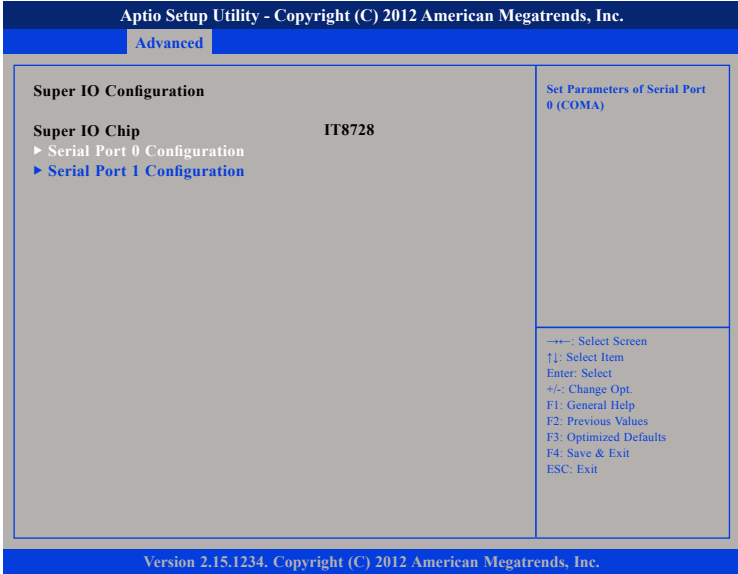 Aptio Setup Utility - Copyright (C) 2012 American Megatrends, Inc.
Advanced
Super IO Configuration
Super IO Chip IT8728
▶ Serial Port 0 Configuration
▶ Serial Port 1 Configuration
Set Parameters of Serial Port
0 (COMA)
→←: Select Screen
↑↓: Select Item
Enter: Select
+/-: Change Opt.
F1: General Help
F2: Previous Values
F3: Optimized Defaults
F4: Save & Exit
ESC: Exit
Version 2.15.1234. Copyright (C) 2012 American Megatrends, Inc.